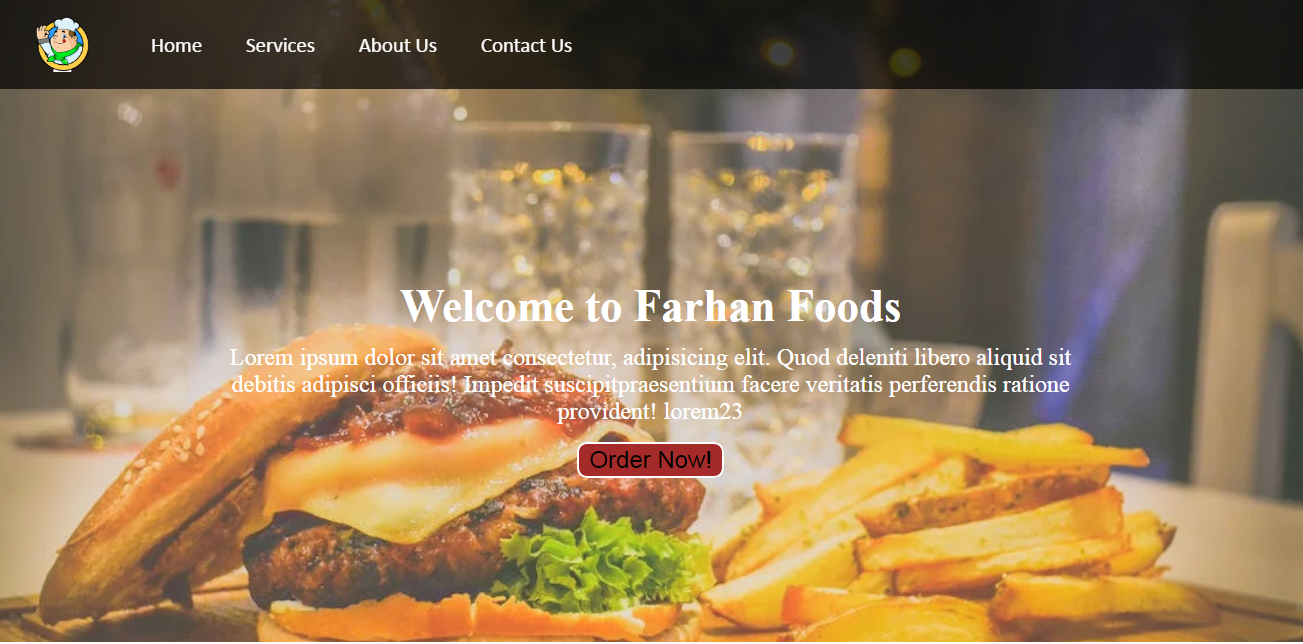 Home Services About Us Contact Us
Welcome to Farhan Foods
Lorem ipsum dolor sit amet consectetur, adipisicing elit. Quod deleniti libero aliquid sit
debitis adipisci officiis! Impedit suscipitpraesentium facere veritatis perferendis ratione
provident! lorem23
Order Now!